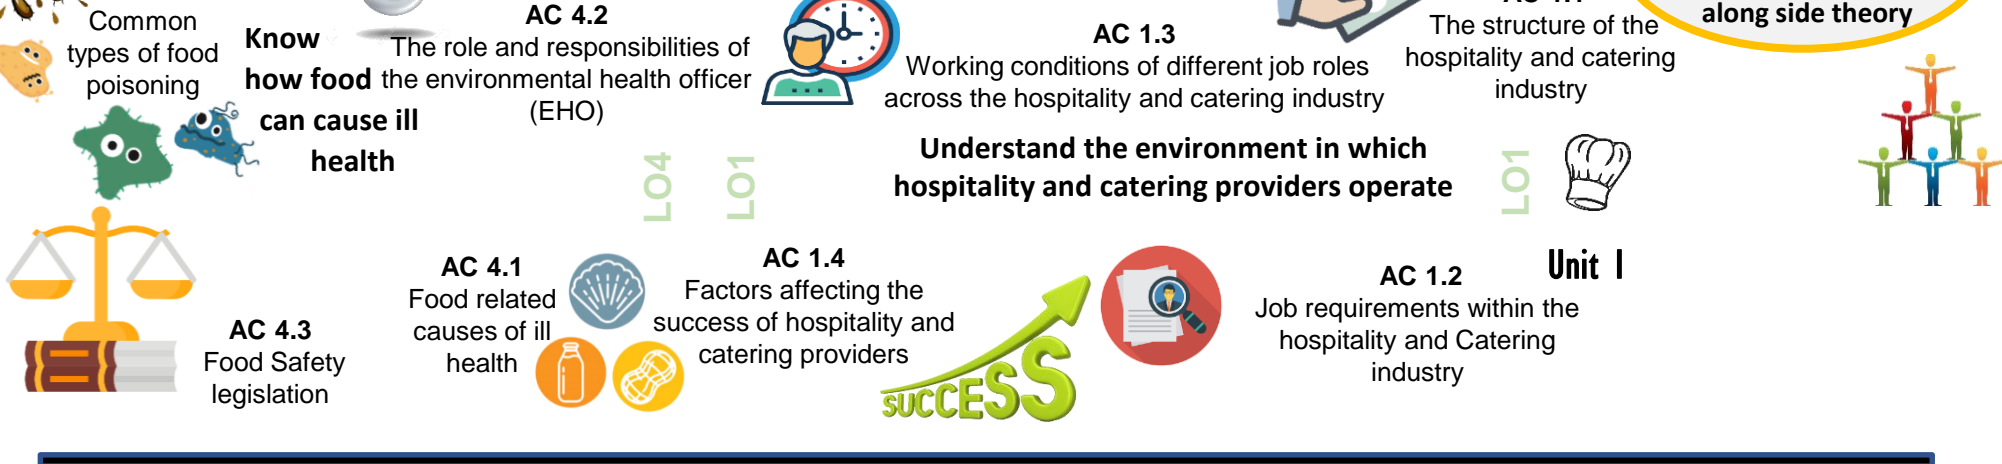 Common
types of food
poisoning
Know
how food
can cause ill
health
AC 4.2
The role and responsibilities of
the environmental health officer
(EHO)
AC 1.3
Working conditions of different job roles
across the hospitality and catering industry
The structure of the
hospitality and catering
industry
along side theory
Understand the environment in which
hospitality and catering providers operate
LO4
LO1
LO1
Unit 1
AC 4.3
Food Safety
legislation
AC 4.1
Food related
causes of ill
health
AC 1.4
Factors affecting the
success of hospitality and
catering providers
SUCCESS
AC 1.2
Job requirements within the
hospitality and Catering
industry